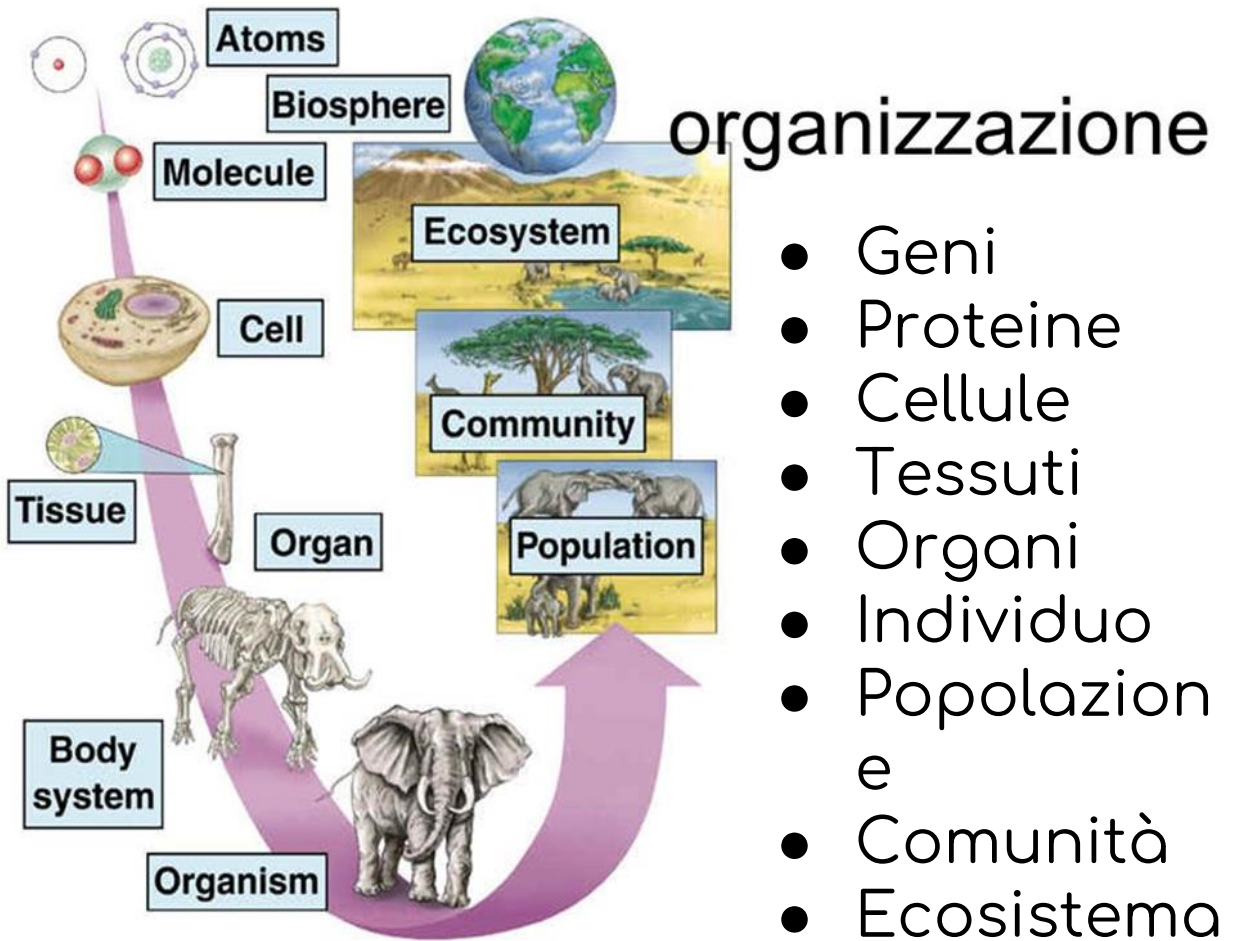 Atoms
Biosphere
Molecule
Ecosystem
Cell
Community
Tissue
Organ
Population
Body
system
Organism
organizzazione
● Geni
● Proteine
● Cellule
● Tessuti
● Organi
● Individuo
● Popolazion
e
● Comunità
● Ecosistema